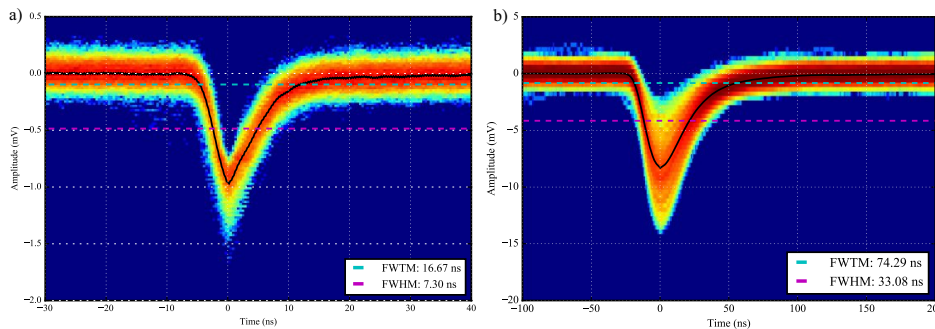 a)
0.5
0.0
−0.5
−1.0
−1.5
−2.0
Amplitude (mV)
−30
−20
−10
0
10
20
30
40
Time (ns)
FWTM: 16.67 ns
FWHM: 7.30 ns
b)
5
0
−5
−10
−15
−20
Amplitude (mV)
−100
−50
0
50
100
150
200
Time (ns)
FWTM: 74.29 ns
FWHM: 33.08 ns